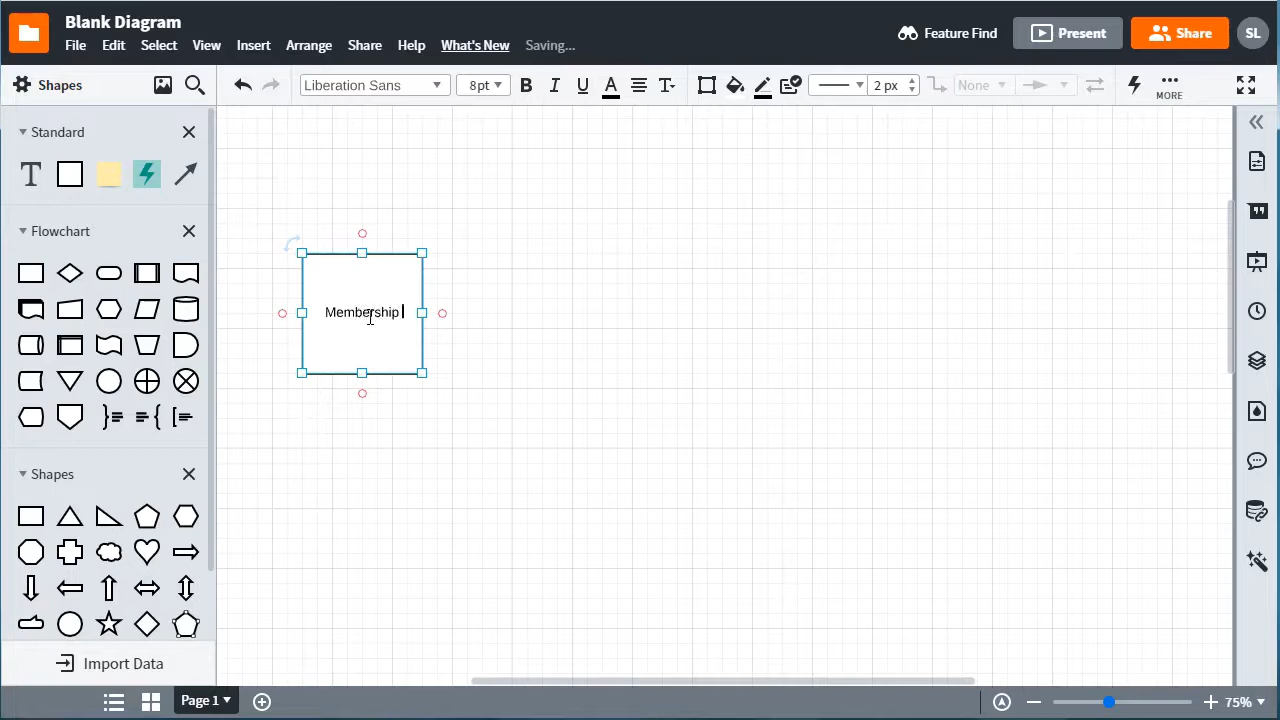 Blank Diagram
File Edit Select View Insert Arrange Share Help What's New Saving...
Feature Find Present Share SL
Shapes Liberation Sans 8pt B I U A T 2 px None MORE
Standard
T
Flowchart
Membership
Shapes
Import Data
Page 1 75%